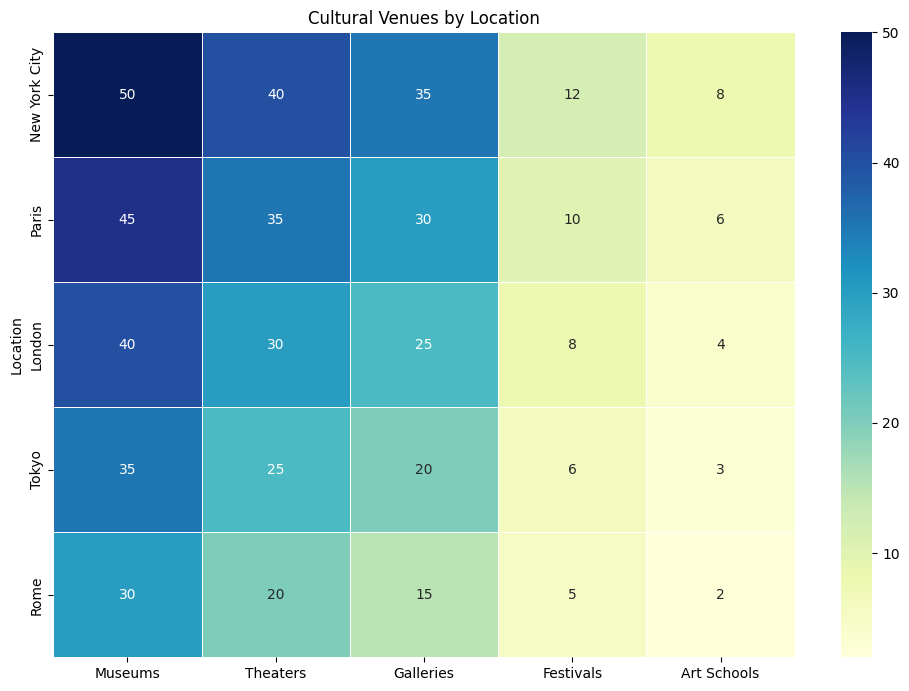 Cultural Venues by Location
Location
New York City 50 40 35 12 8
Paris 45 35 30 10 6
London 40 30 25 8 4
Tokyo 35 25 20 6 3
Rome 30 20 15 5 2
Museums Theaters Galleries Festivals Art Schools
50
40
30
20
10